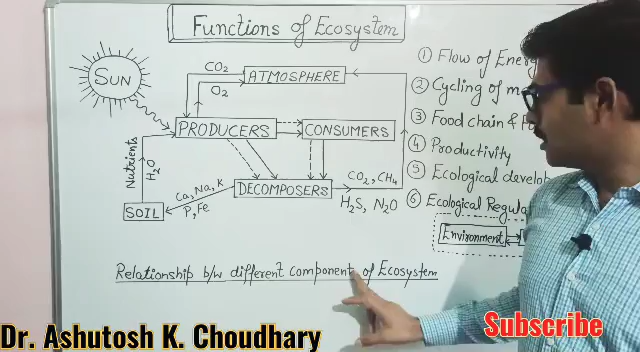 Functions of Ecosystem
SUN
CO2
O2
ATMOSPHERE
① Flow of Energ
② Cycling of m
③ Food chain & Fo
④ Productivity
⑤ Ecological develop
⑥ Ecological Regulat
PRODUCERS
CONSUMERS
DECOMPOSERS
Nutrients
H2O
Ca, Na, K
P, Fe
CO2, CH4
H2S, N2O
SOIL
Environment
Relationship b/w different component of Ecosystem
Dr. Ashutosh K. Choudhary
Subscribe